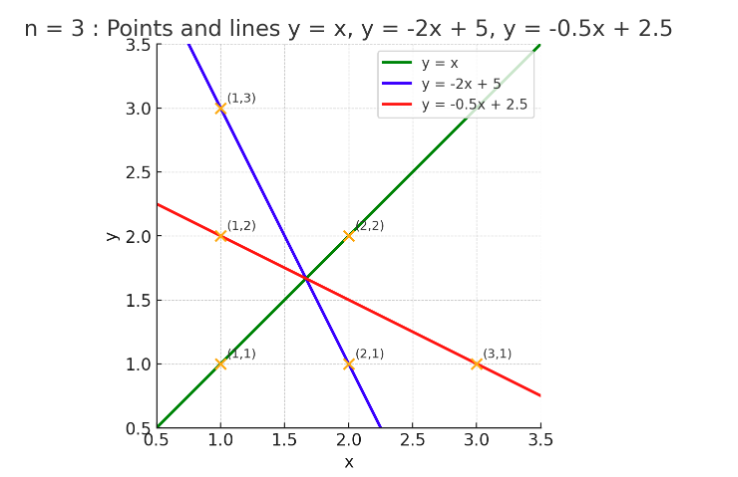 n = 3 : Points and lines y = x, y = -2x + 5, y = -0.5x + 2.5
3.5
y = x
y = -2x + 5
y = -0.5x + 2.5
(1,3)
3.0
2.5
(1,2)
(2,2)
2.0
y
1.5
(1,1)
(2,1)
(3,1)
1.0
0.5
0.5 1.0 1.5 2.0 2.5 3.0 3.5
x